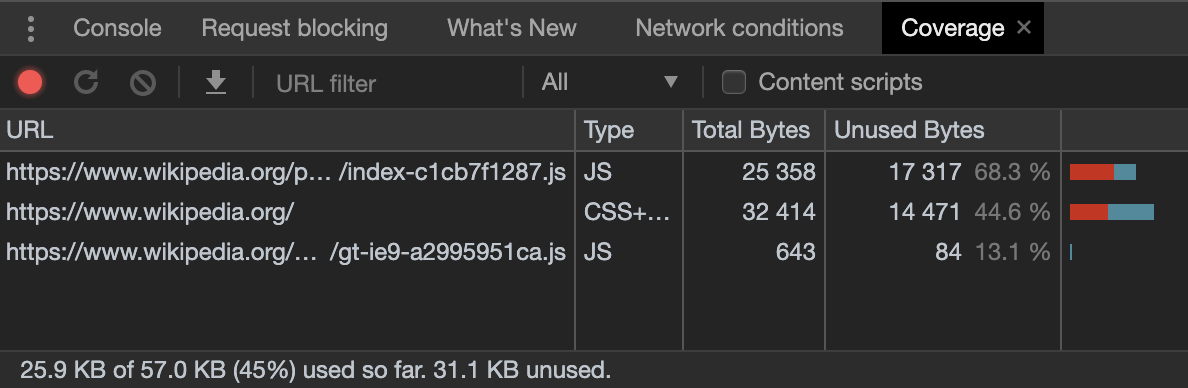 Console Request blocking What's New Network conditions Coverage ×
URL filter All ▼ Content scripts
URL Type Total Bytes Unused Bytes
https://www.wikipedia.org/p… /index-c1cb7f1287.js JS 25 358 17 317 68.3 %
https://www.wikipedia.org/ CSS+… 32 414 14 471 44.6 %
https://www.wikipedia.org/… /gt-ie9-a2995951ca.js JS 643 84 13.1 %
25.9 KB of 57.0 KB (45%) used so far. 31.1 KB unused.